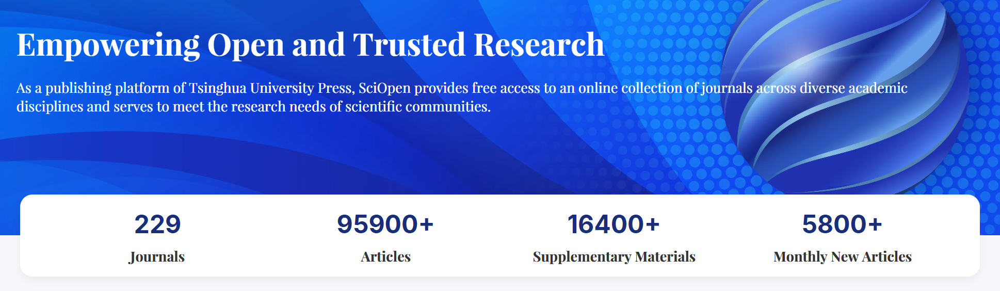 Empowering Open and Trusted Research
As a publishing platform of Tsinghua University Press, SciOpen provides free access to an online collection of journals across diverse academic
disciplines and serves to meet the research needs of scientific communities.
229
95900+
16400+
5800+
Journals
Articles
Supplementary Materials
Monthly New Articles